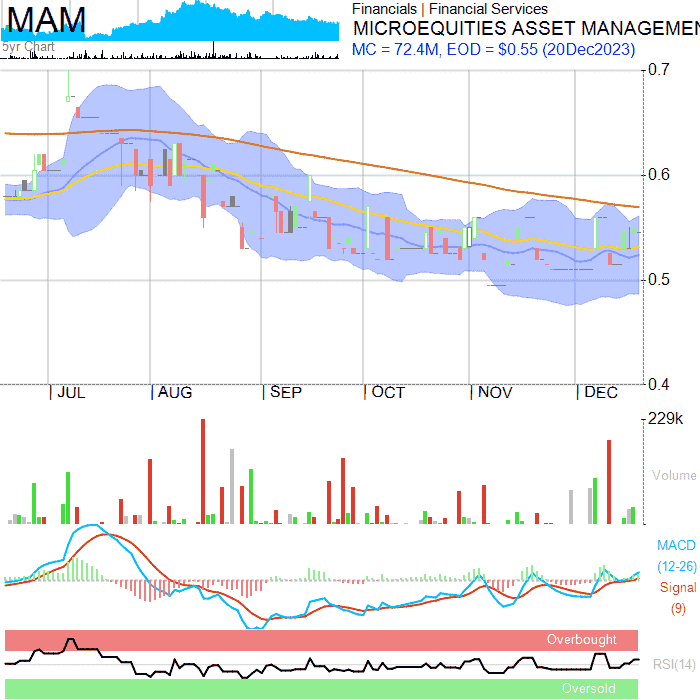 MAM
5yr Chart
Financials | Financial Services
MICROEQUITIES ASSET MANAGEMEN
MC = 72.4M, EOD = $0.55 (20Dec2023)
0.7
0.6
0.5
0.4
JUL AUG SEP OCT NOV DEC
229k
Volume
MACD
(12-26)
Signal
(9)
Overbought
RSI(14)
Oversold